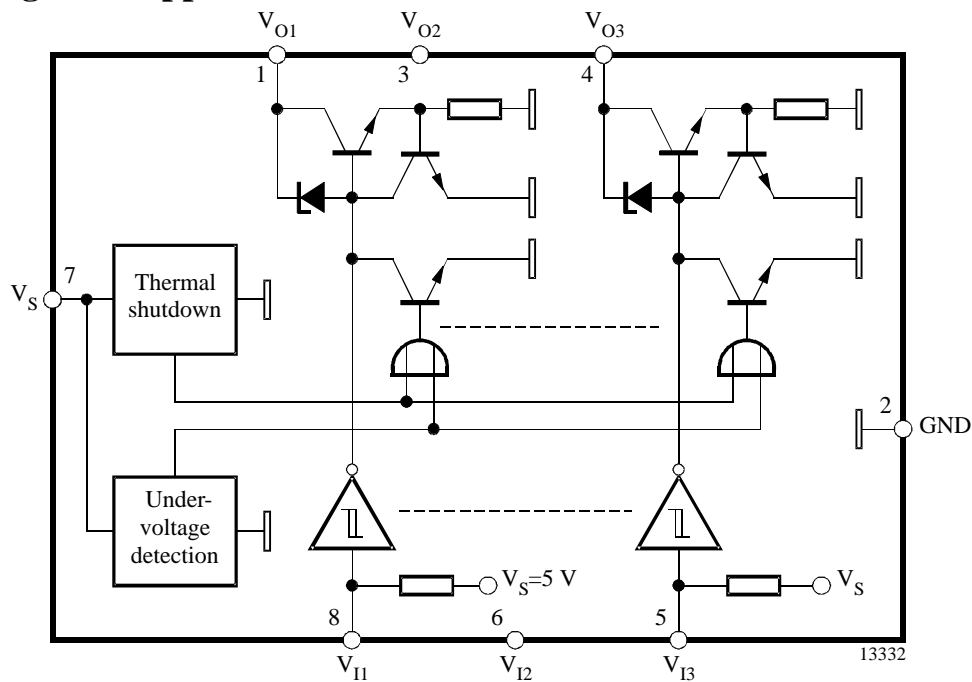 V_O1 V_O2 V_O3
1 3 4
7
V_S
Thermal
shutdown
2
GND
Under-
voltage
detection
V_S=5 V
V_S
8 6 5
13332
V_I1 V_I2 V_I3